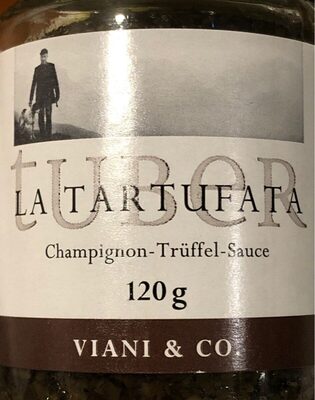 tUBeR
LA TARTUFATA
Champignon-Trüffel-Sauce
120 g
VIANI & CO.